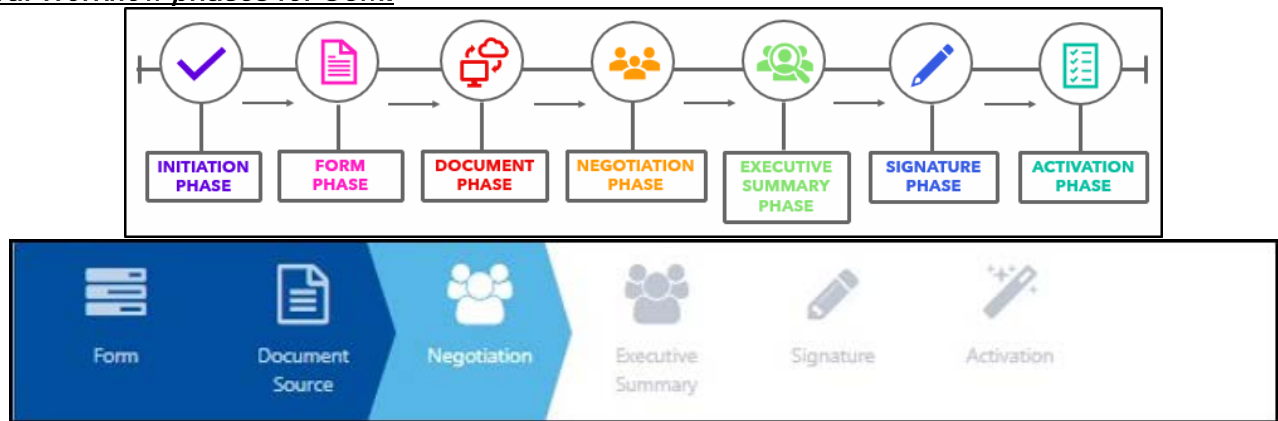 INITIATION
PHASE
FORM
PHASE
DOCUMENT
PHASE
NEGOTIATION
PHASE
EXECUTIVE
SUMMARY
PHASE
SIGNATURE
PHASE
ACTIVATION
PHASE
Form
Document
Source
Negotiation
Executive
Summary
Signature
Activation